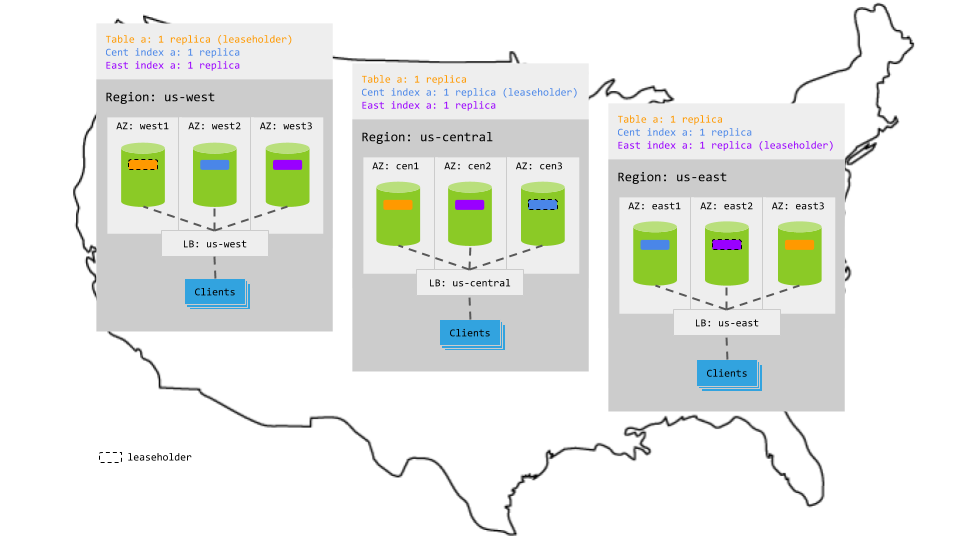 Table a: 1 replica (leaseholder)
Cent index a: 1 replica
East index a: 1 replica
Region: us-west
AZ: west1
AZ: west2
AZ: west3
LB: us-west
Clients
Table a: 1 replica
Cent index a: 1 replica (leaseholder)
East index a: 1 replica
Region: us-central
AZ: cen1
AZ: cen2
AZ: cen3
LB: us-central
Clients
Table a: 1 replica
Cent index a: 1 replica
East index a: 1 replica (leaseholder)
Region: us-east
AZ: east1
AZ: east2
AZ: east3
LB: us-east
Clients
leaseholder